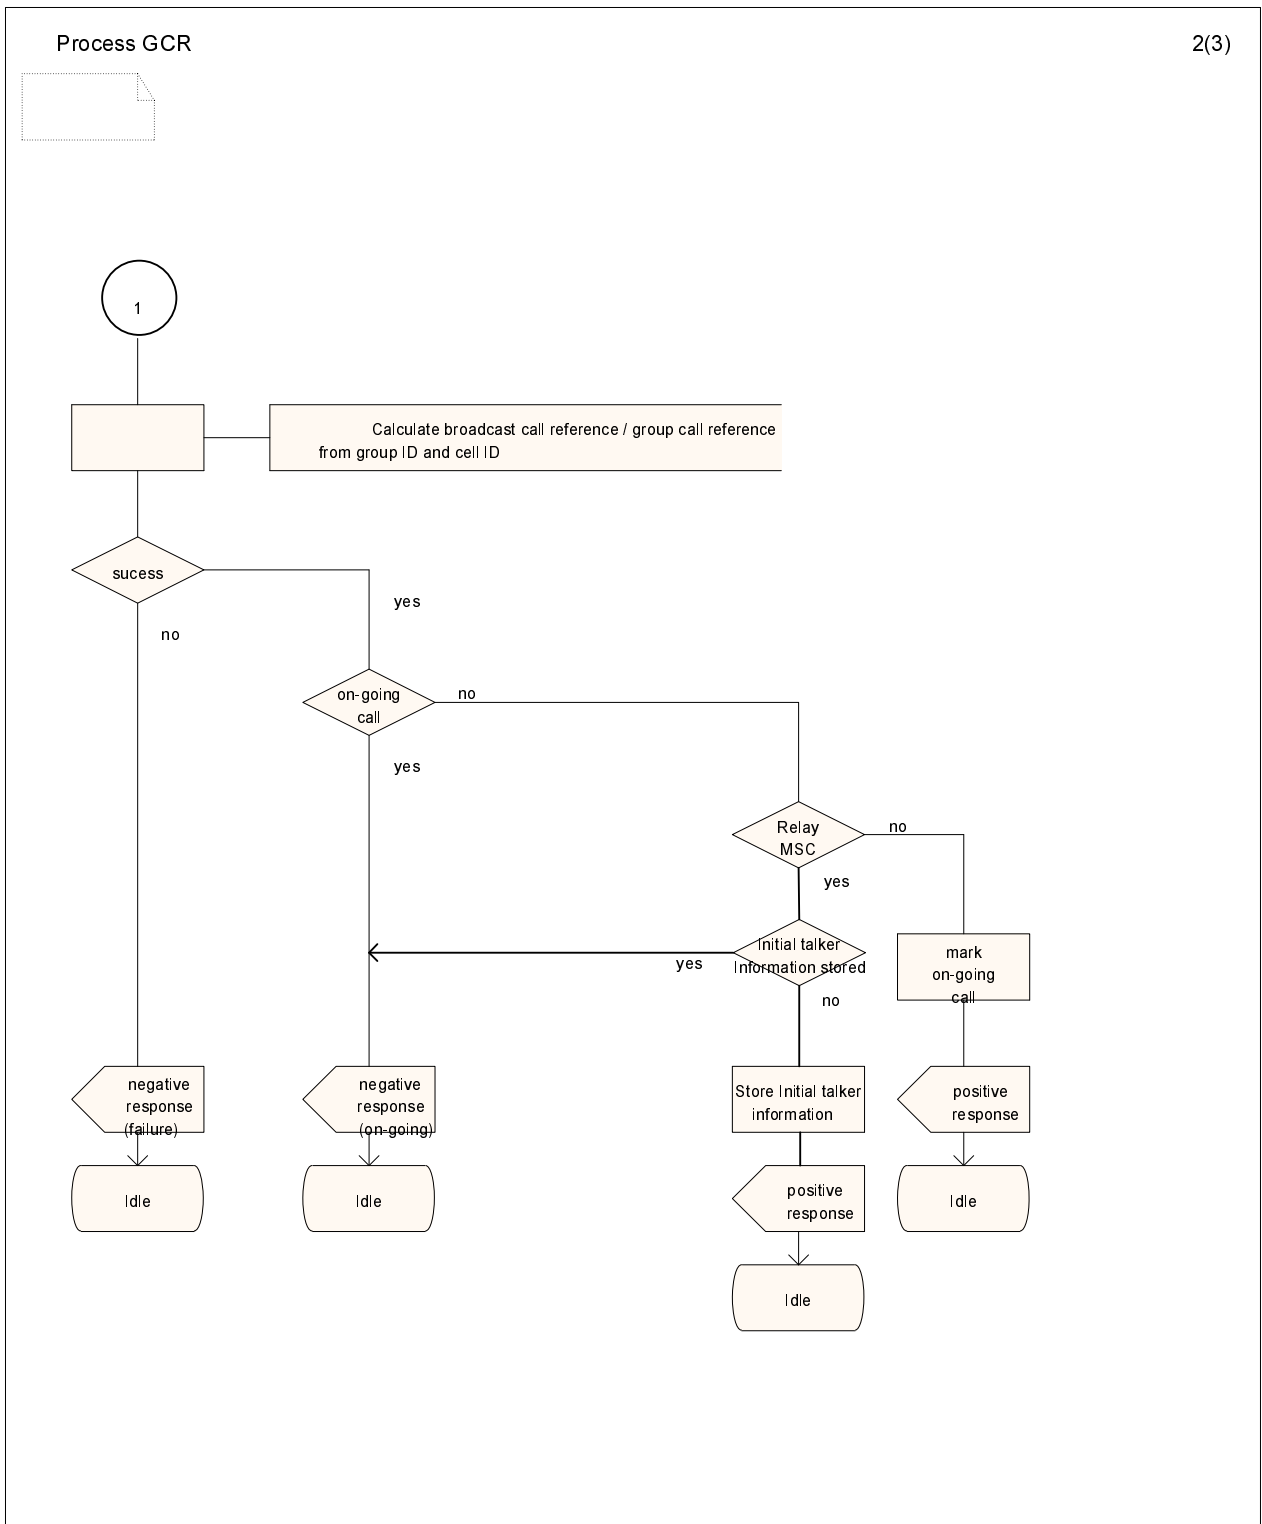 Process GCR
2(3)
1
Calculate broadcast call reference / group call reference
from group ID and cell ID
sucess
yes
no
on-going
call
no
yes
Relay
MSC
no
yes
Initial talker
Information stored
yes
no
mark
on-going
call
negative
response
(failure)
negative
response
(on-going)
Store Initial talker
information
positive
response
Idle
Idle
positive
response
Idle
Idle